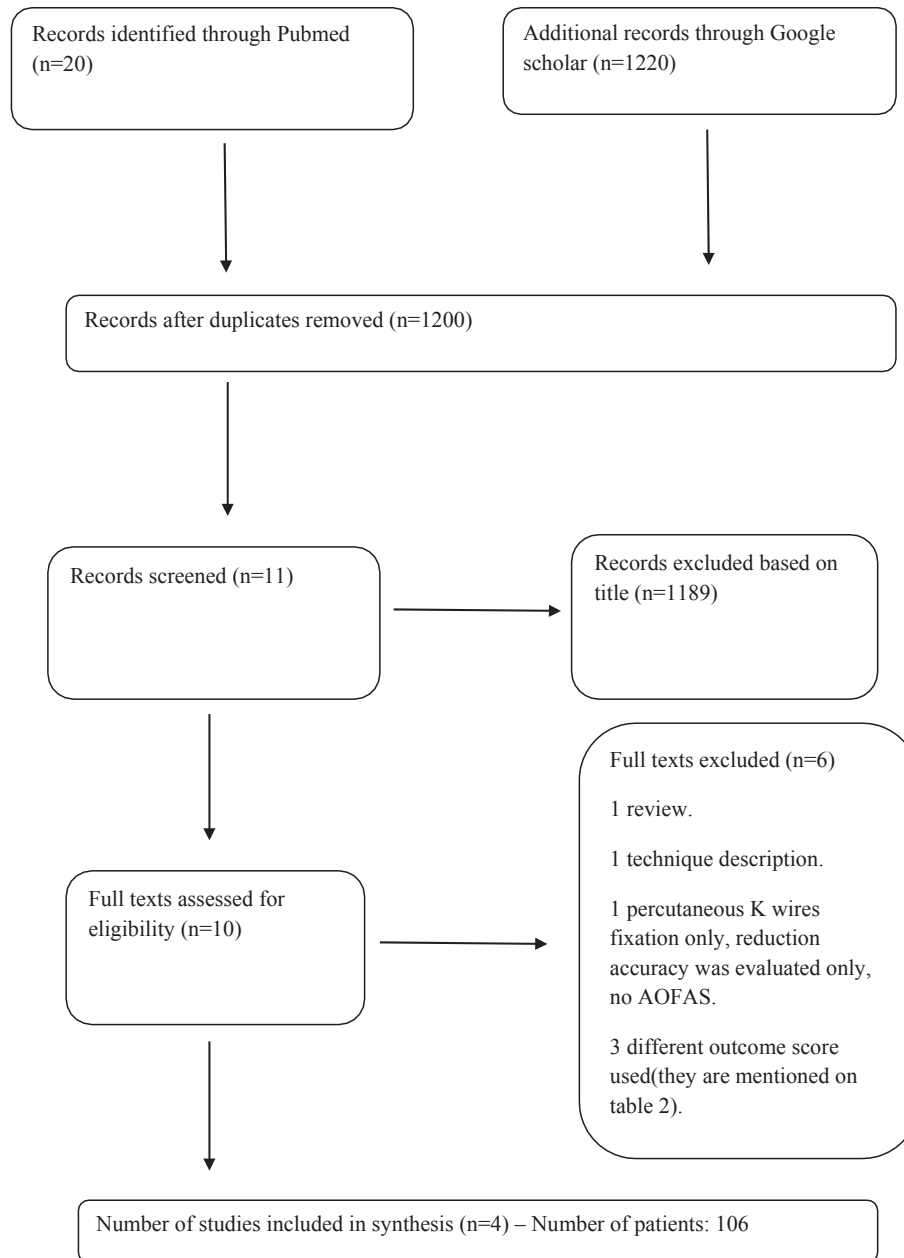 Records identified through Pubmed
(n=20)
Additional records through Google
scholar (n=1220)
Records after duplicates removed (n=1200)
Records screened (n=11)
Records excluded based on
title (n=1189)
Full texts assessed for
eligibility (n=10)
Full texts excluded (n=6)
1 review.
1 technique description.
1 percutaneous K wires
fixation only, reduction
accuracy was evaluated only,
no AOFAS.
3 different outcome score
used(they are mentioned on
table 2).
Number of studies included in synthesis (n=4) – Number of patients: 106